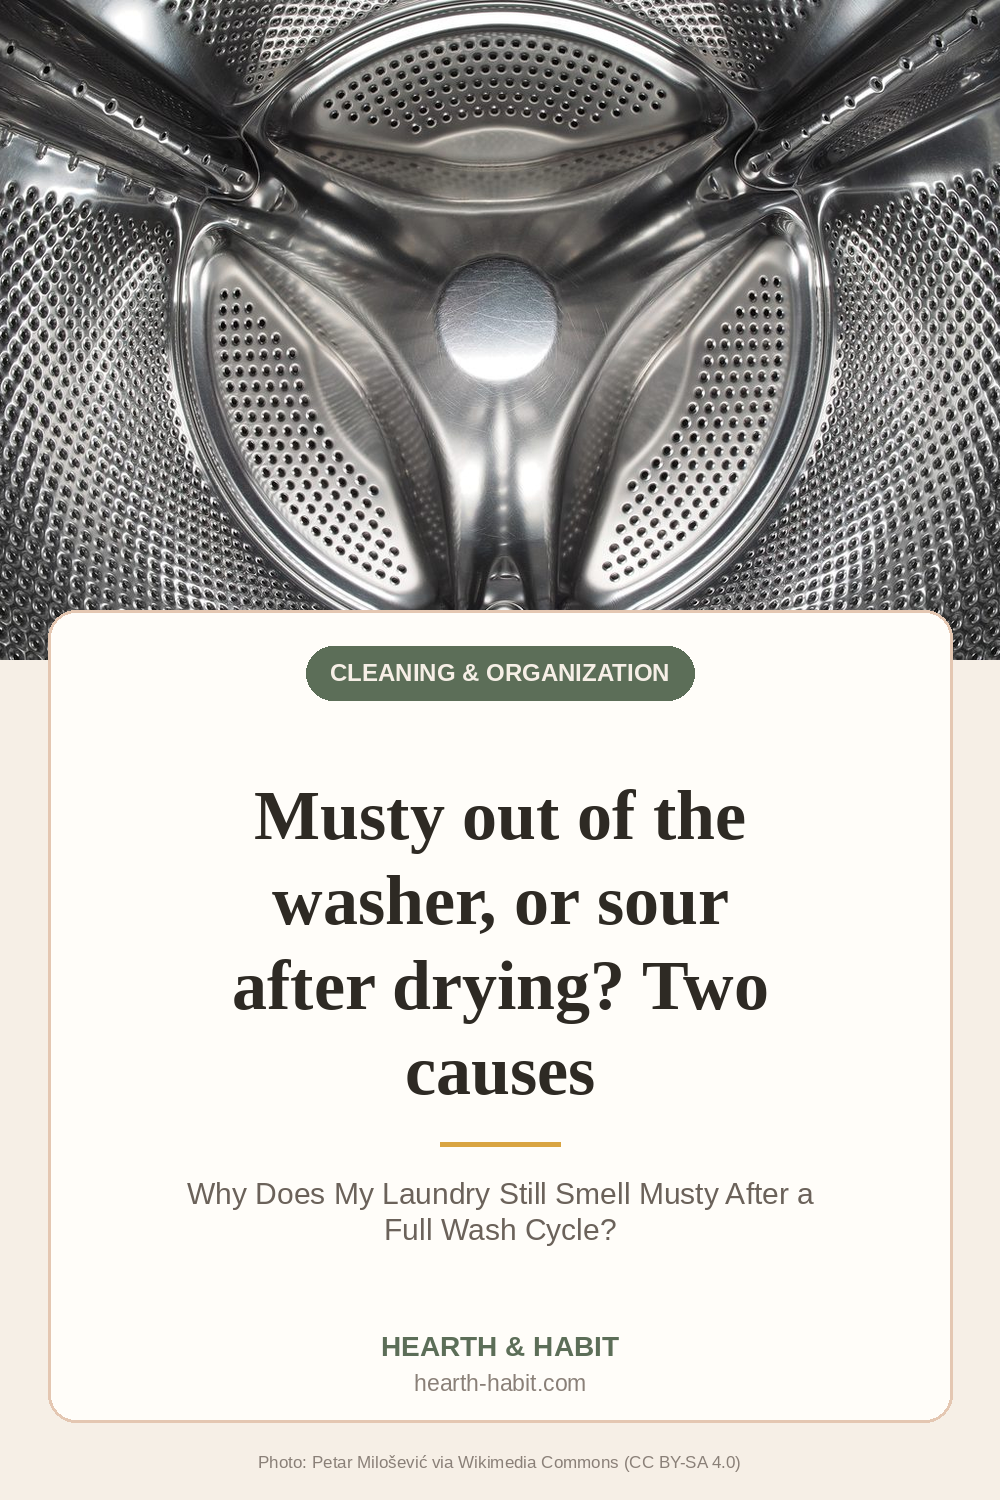 CLEANING & ORGANIZATION
Musty out of the
washer, or sour
after drying? Two
causes
Why Does My Laundry Still Smell Musty After a
Full Wash Cycle?
HEARTH & HABIT
hearth-habit.com
Photo: Petar Milošević via Wikimedia Commons (CC BY-SA 4.0)